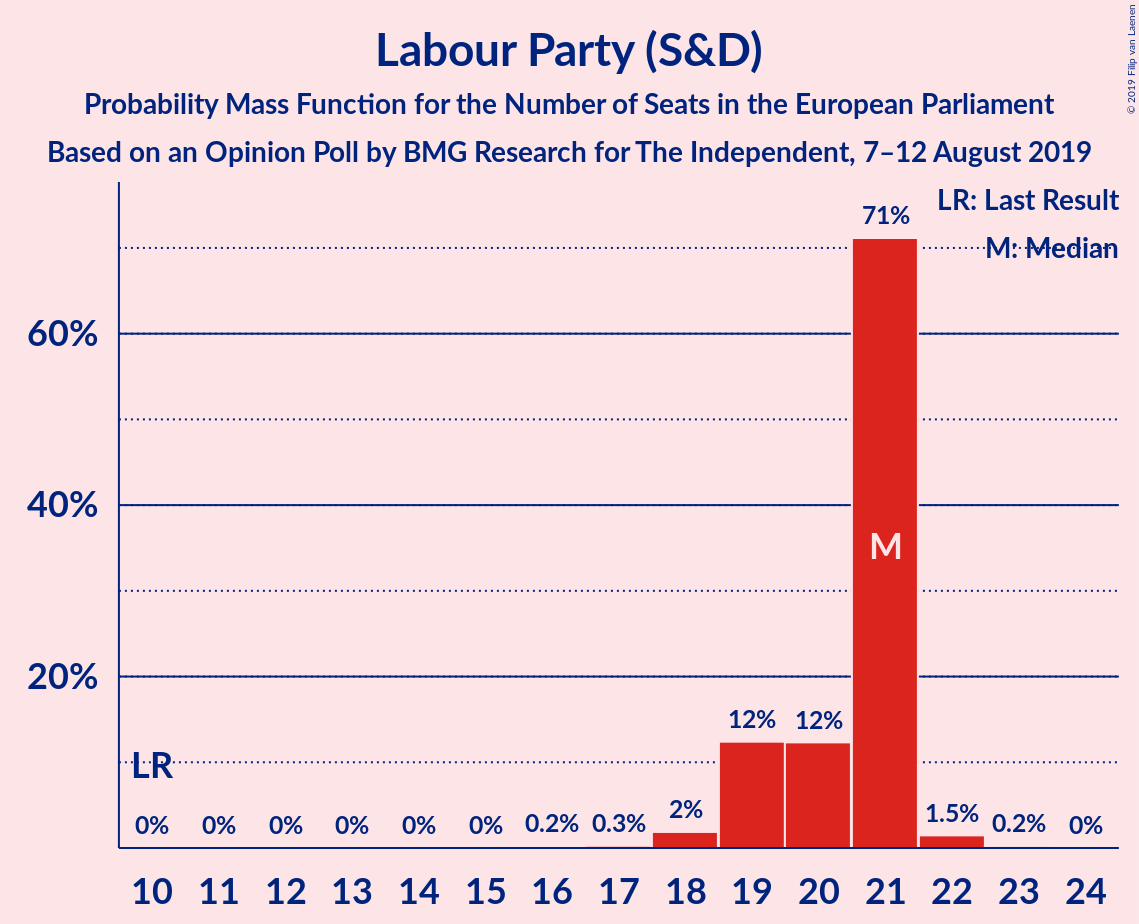 Labour Party (S&D)
Probability Mass Function for the Number of Seats in the European Parliament
Based on an Opinion Poll by BMG Research for The Independent, 7–12 August 2019
© 2019 Filip van Laenen
LR: Last Result
M: Median
60%
40%
20%
LR
M
0% 0% 0% 0% 0% 0% 0.2% 0.3% 2% 12% 12% 71% 1.5% 0.2% 0%
10 11 12 13 14 15 16 17 18 19 20 21 22 23 24